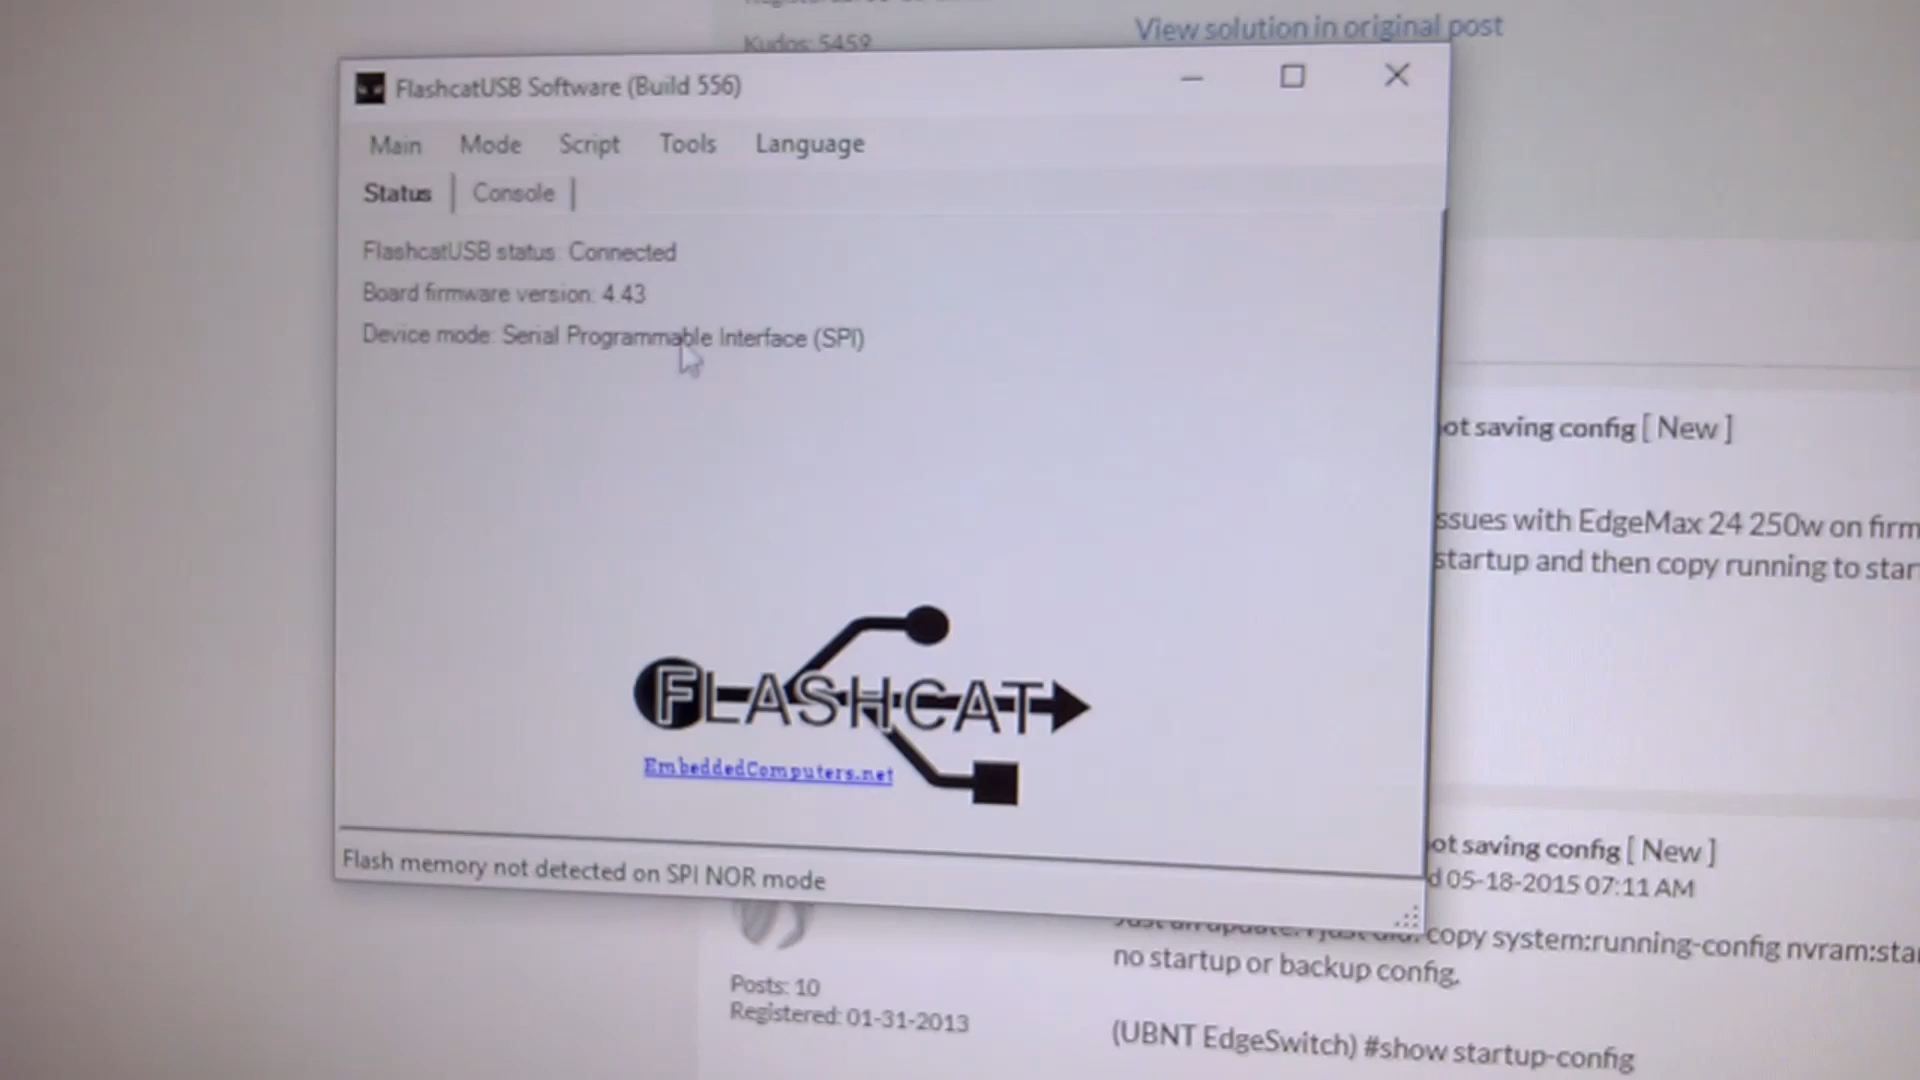 View solution in original post
Kudos: 5459
FlashcatUSB Software (Build 556)
Main Mode Script Tools Language
Status Console
FlashcatUSB status: Connected
Board firmware version: 4.43
Device mode: Serial Programmable Interface (SPI)
ot saving config [ New ]
ssues with EdgeMax 24 250w on firm
startup and then copy running to star
FLASHCAT
EmbeddedComputers.net
ot saving config [ New ]
Flash memory not detected on SPI NOR mode
d 05-18-2015 07:11 AM
copy system:running-config nvram:star
no startup or backup config.
Posts: 10
Registered: 01-31-2013
(UBNT EdgeSwitch) #show startup-config